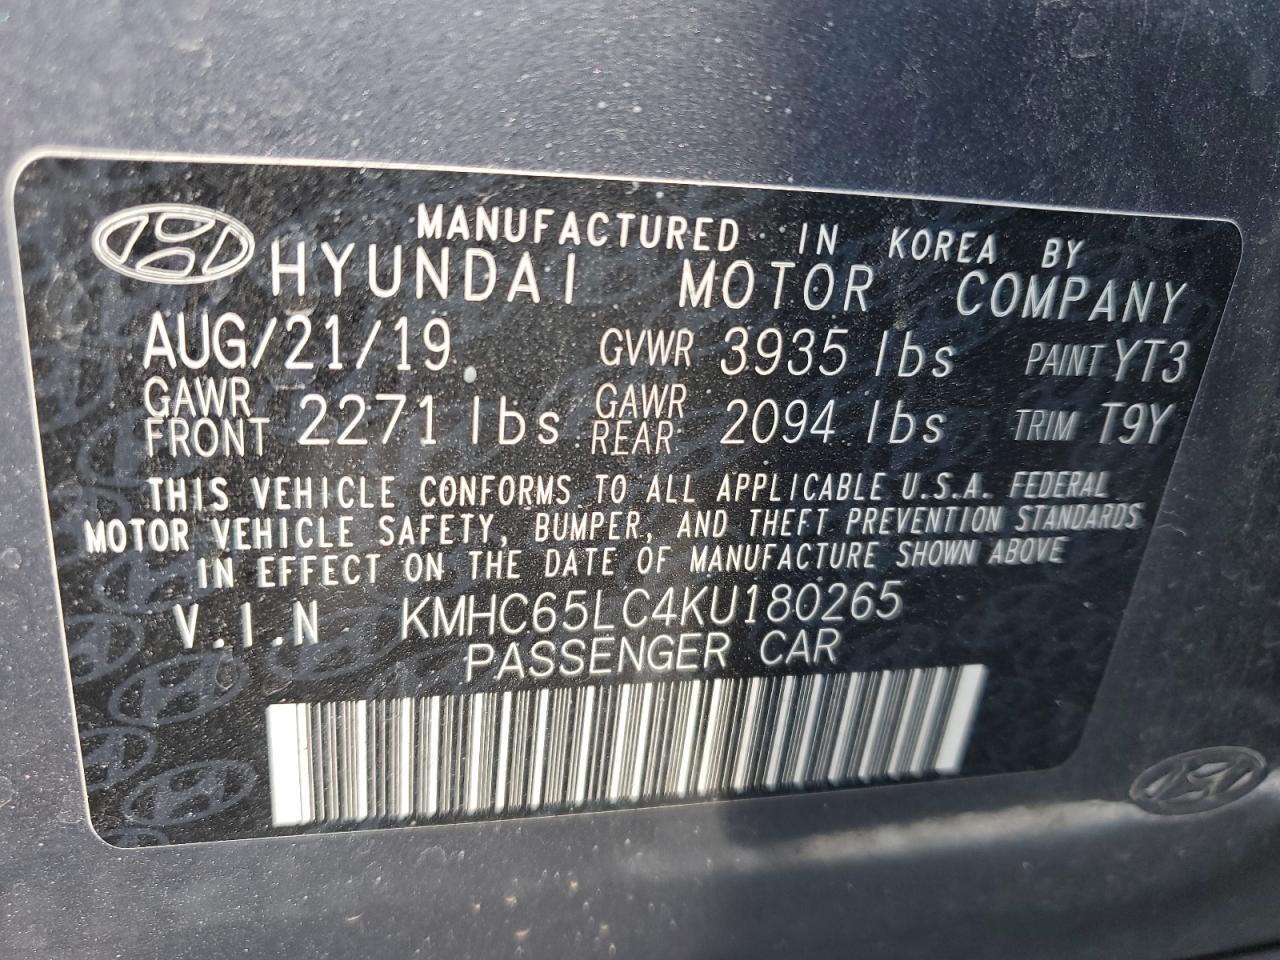 MANUFACTURED IN KOREA BY
HYUNDAI MOTOR COMPANY
AUG/21/19 GVWR 3935 lbs PAINT YT3
GAWR FRONT 2271 lbs GAWR REAR 2094 lbs TRIM T9Y
THIS VEHICLE CONFORMS TO ALL APPLICABLE U.S.A. FEDERAL
MOTOR VEHICLE SAFETY, BUMPER, AND THEFT PREVENTION STANDARDS
IN EFFECT ON THE DATE OF MANUFACTURE SHOWN ABOVE
V.I.N KMHC65LC4KU180265
PASSENGER CAR